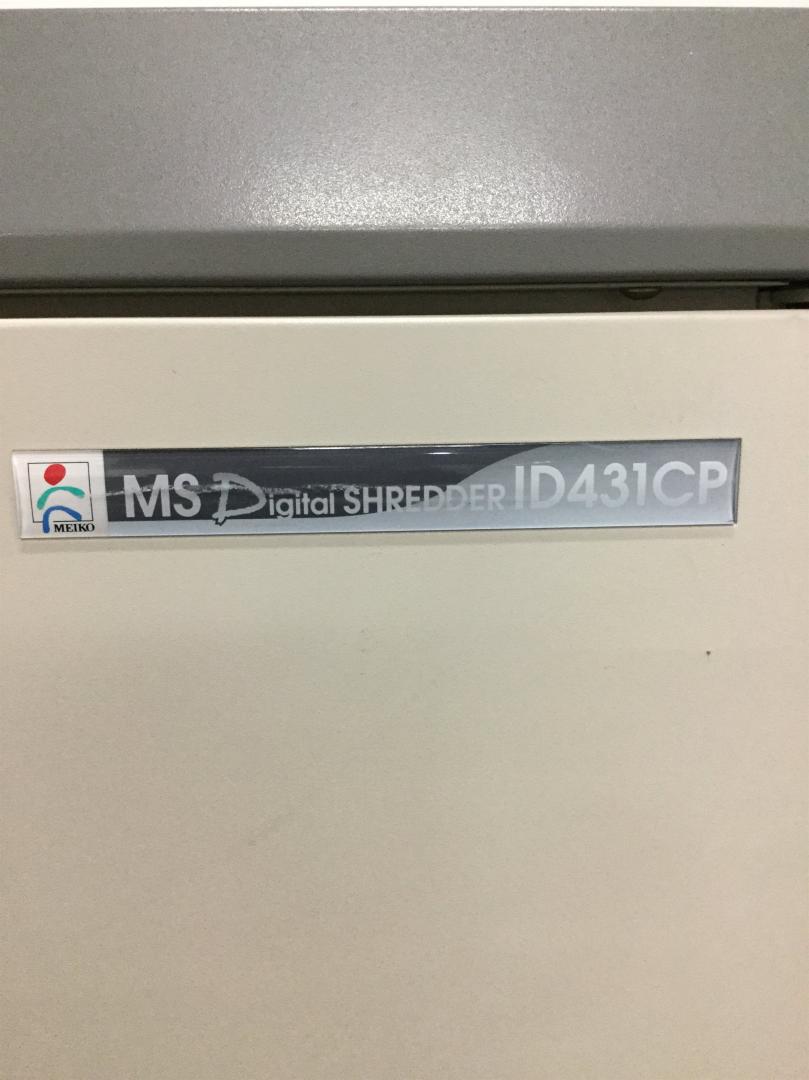 MEIKO
MS Digital SHREDDER ID431CP